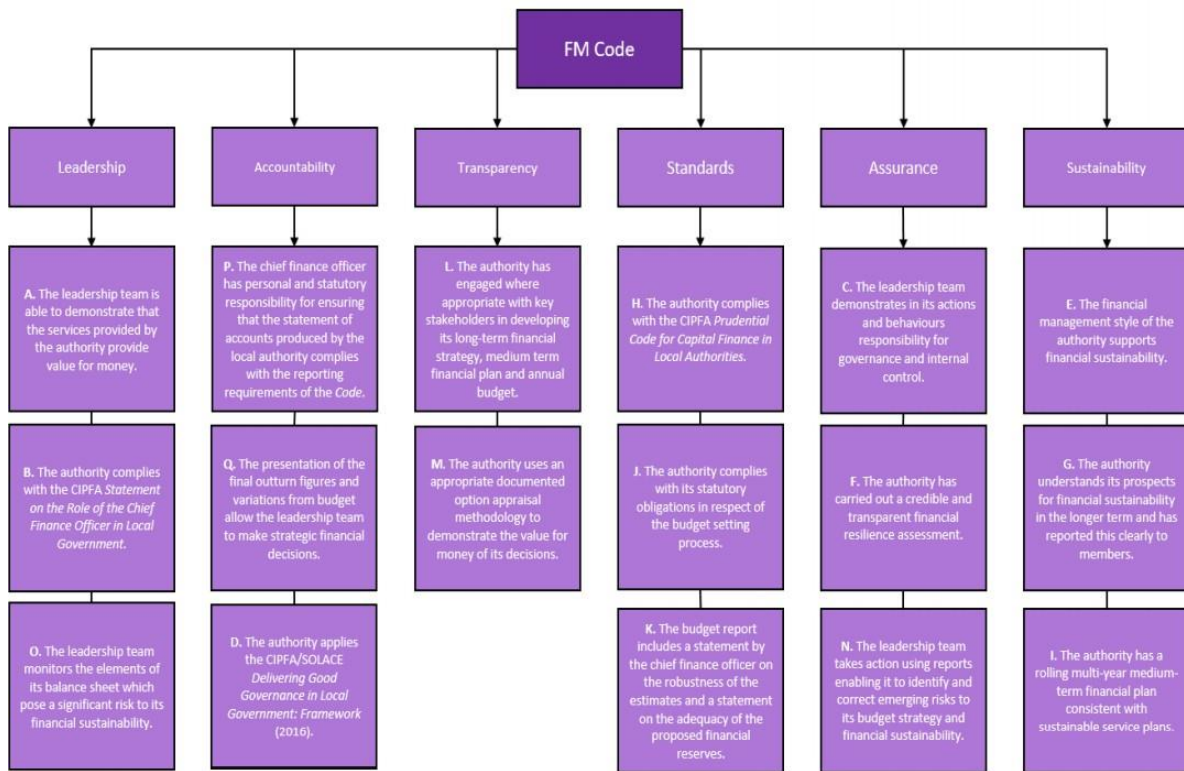 FM Code
Leadership
Accountability
Transparency
Standards
Assurance
Sustainability
A. The leadership team is
able to demonstrate that
the services provided by
the authority provide
value for money.
P. The chief finance officer
has personal and statutory
responsibility for ensuring
that the statement of
accounts produced by the
local authority complies
with the reporting
requirements of the Code.
L. The authority has
engaged where
appropriate with key
stakeholders in developing
its long-term financial
strategy, medium term
financial plan and annual
budget.
H. The authority complies
with the CIPFA Prudential
Code for Capital Finance in
Local Authorities.
C. The leadership team
demonstrates in its actions
and behaviours
responsibility for
governance and internal
control.
E. The financial
management style of the
authority supports
financial sustainability.
B. The authority complies
with the CIPFA Statement
on the Role of the Chief
Finance Officer in Local
Government.
Q. The presentation of the
final outturn figures and
variations from budget
allow the leadership team
to make strategic financial
decisions.
M. The authority uses an
appropriate documented
option appraisal
methodology to
demonstrate the value for
money of its decisions.
J. The authority complies
with its statutory
obligations in respect of
the budget setting
process.
F. The authority has
carried out a credible and
transparent financial
resilience assessment.
G. The authority
understands its prospects
for financial sustainability
in the longer term and has
reported this clearly to
members.
O. The leadership team
monitors the elements of
its balance sheet which
pose a significant risk to its
financial sustainability.
D. The authority applies
the CIPFA/SOLACE
Delivering Good
Governance in Local
Government: Framework
(2016).
K. The budget report
includes a statement by
the chief finance officer on
the robustness of the
estimates and a statement
on the adequacy of the
proposed financial
reserves.
N. The leadership team
takes action using reports
enabling it to identify and
correct emerging risks to
its budget strategy and
financial sustainability.
I. The authority has a
rolling multi-year medium-
term financial plan
consistent with
sustainable service plans.